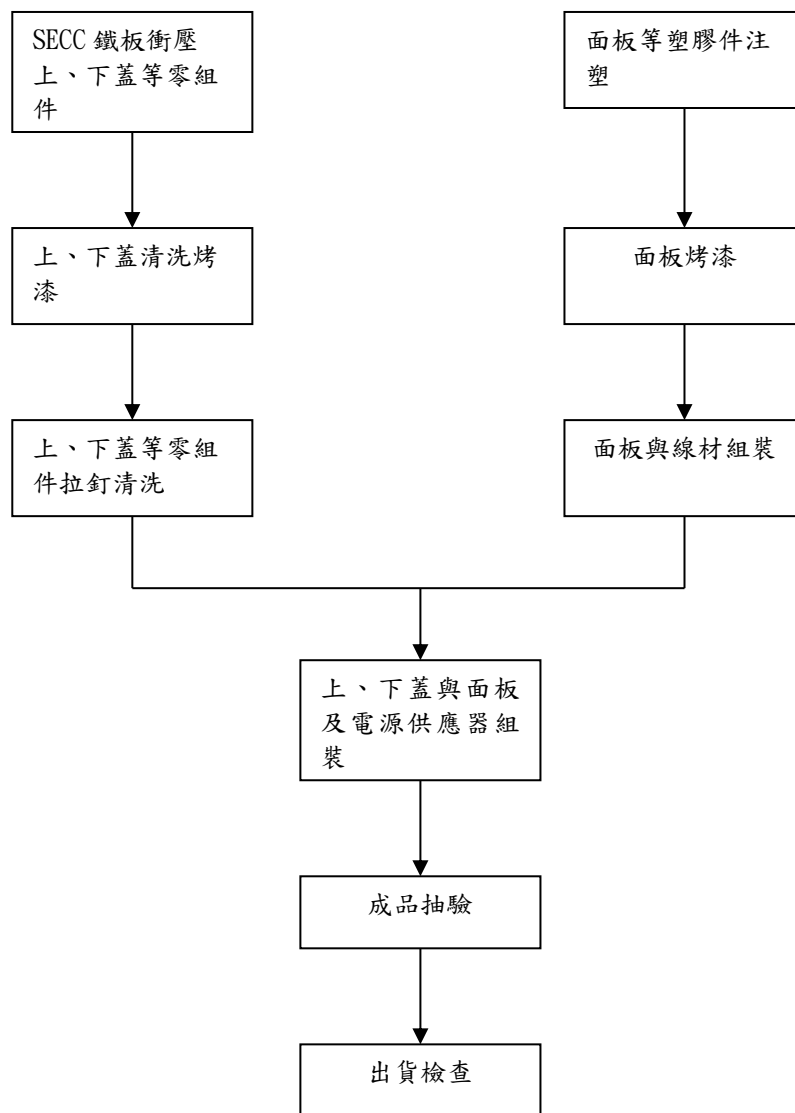 SECC 鐵板衝壓
上、下蓋等零組
件
面板等塑膠件注
塑
上、下蓋清洗烤
漆
面板烤漆
上、下蓋等零組
件拉釘清洗
面板與線材組裝
上、下蓋與面板
及電源供應器組
裝
成品抽驗
出貨檢查